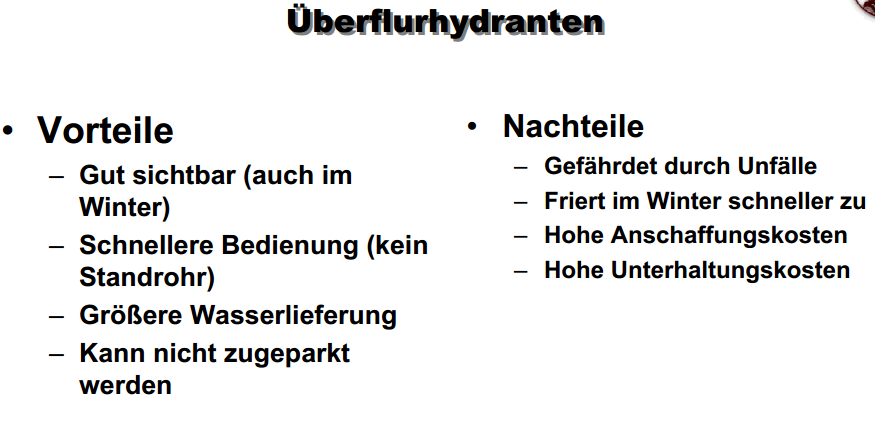 Überflurhydranten
• Vorteile
– Gut sichtbar (auch im
Winter)
– Schnellere Bedienung (kein
Standrohr)
– Größere Wasserlieferung
– Kann nicht zugeparkt
werden
• Nachteile
– Gefährdet durch Unfälle
– Friert im Winter schneller zu
– Hohe Anschaffungskosten
– Hohe Unterhaltungskosten